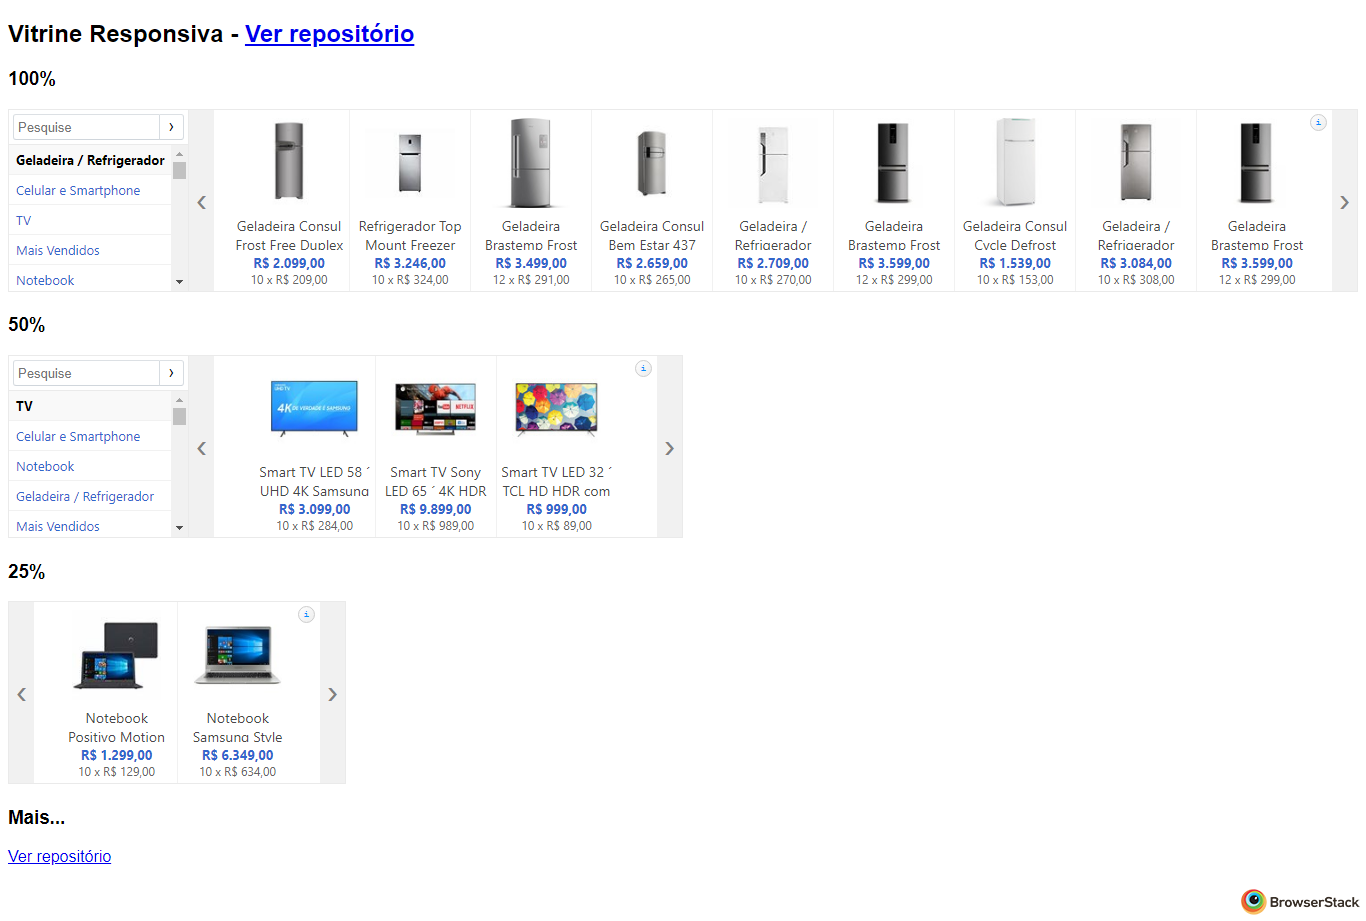 Vitrine Responsiva - Ver repositório
100%
Pesquise
Geladeira / Refrigerador
Celular e Smartphone
TV
Mais Vendidos
Notebook
Geladeira Consul
Frost Free Duplex
R$ 2.099,00
10 x R$ 209,00
Refrigerador Top
Mount Freezer
R$ 3.246,00
10 x R$ 324,00
Geladeira
Brastemp Frost
R$ 3.499,00
12 x R$ 291,00
Geladeira Consul
Bem Estar 437
R$ 2.659,00
10 x R$ 265,00
Geladeira /
Refrigerador
R$ 2.709,00
10 x R$ 270,00
Geladeira
Brastemp Frost
R$ 3.599,00
12 x R$ 299,00
Geladeira Consul
Cycle Defrost
R$ 1.539,00
10 x R$ 153,00
Geladeira /
Refrigerador
R$ 3.084,00
10 x R$ 308,00
Geladeira
Brastemp Frost
R$ 3.599,00
12 x R$ 299,00
i
50%
Pesquise
TV
Celular e Smartphone
Notebook
Geladeira / Refrigerador
Mais Vendidos
4K DE VERDADE É SAMSUNG
Smart TV LED 58 ´
UHD 4K Samsung
R$ 3.099,00
10 x R$ 284,00
NETFLIX
Smart TV Sony
LED 65 ´ 4K HDR
R$ 9.899,00
10 x R$ 989,00
Smart TV LED 32 ´
TCL HD HDR com
R$ 999,00
10 x R$ 89,00
i
25%
Notebook
Positivo Motion
R$ 1.299,00
10 x R$ 129,00
Notebook
Samsung Style
R$ 6.349,00
10 x R$ 634,00
i
Mais...
Ver repositório
BrowserStack